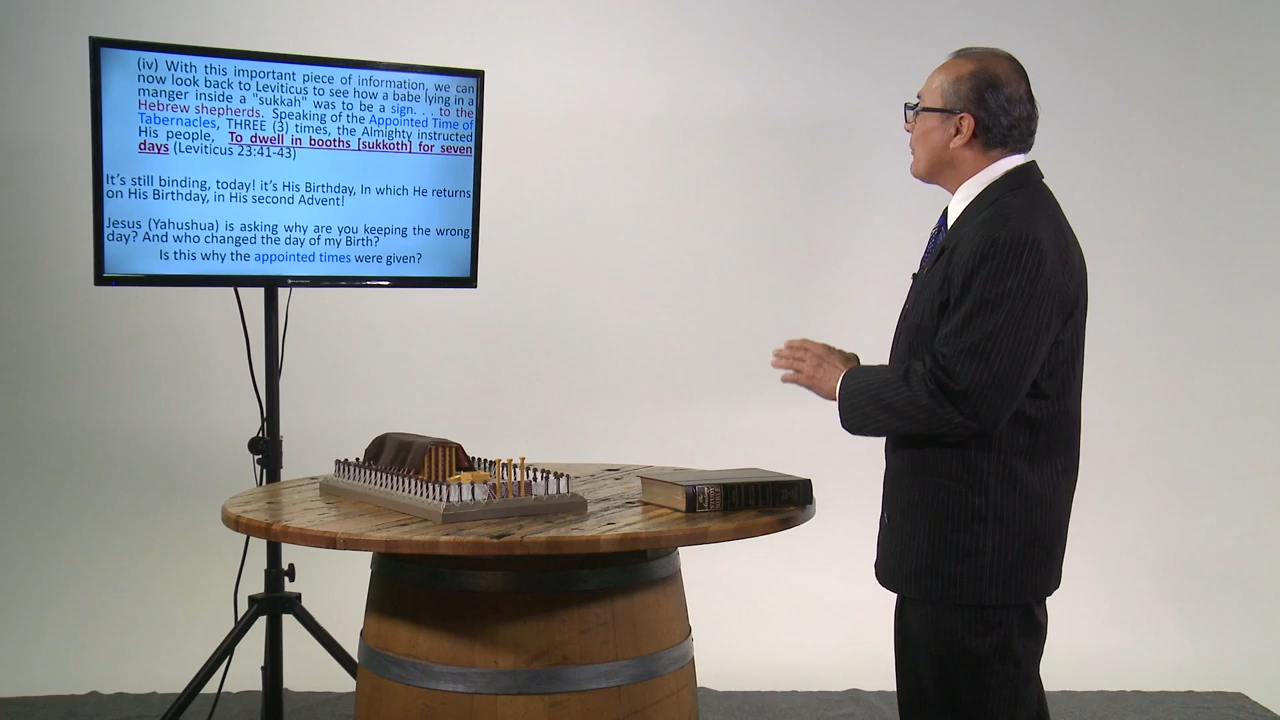 (iv) With this important piece of information, we can
now look back to Leviticus to see how a babe lying in a
manger inside a "sukkah" was to be a sign. . . to the
Hebrew shepherds. Speaking of the Appointed Time of
Tabernacles, THREE (3) times, the Almighty instructed
His people, To dwell in booths [sukkoth] for seven
days (Leviticus 23:41-43)
It's still binding, today! it's His Birthday, In which He returns
on His Birthday, in His second Advent!
Jesus (Yahushua) is asking why are you keeping the wrong
day? And who changed the day of my Birth?
Is this why the appointed times were given?
STUDY
BIBLE